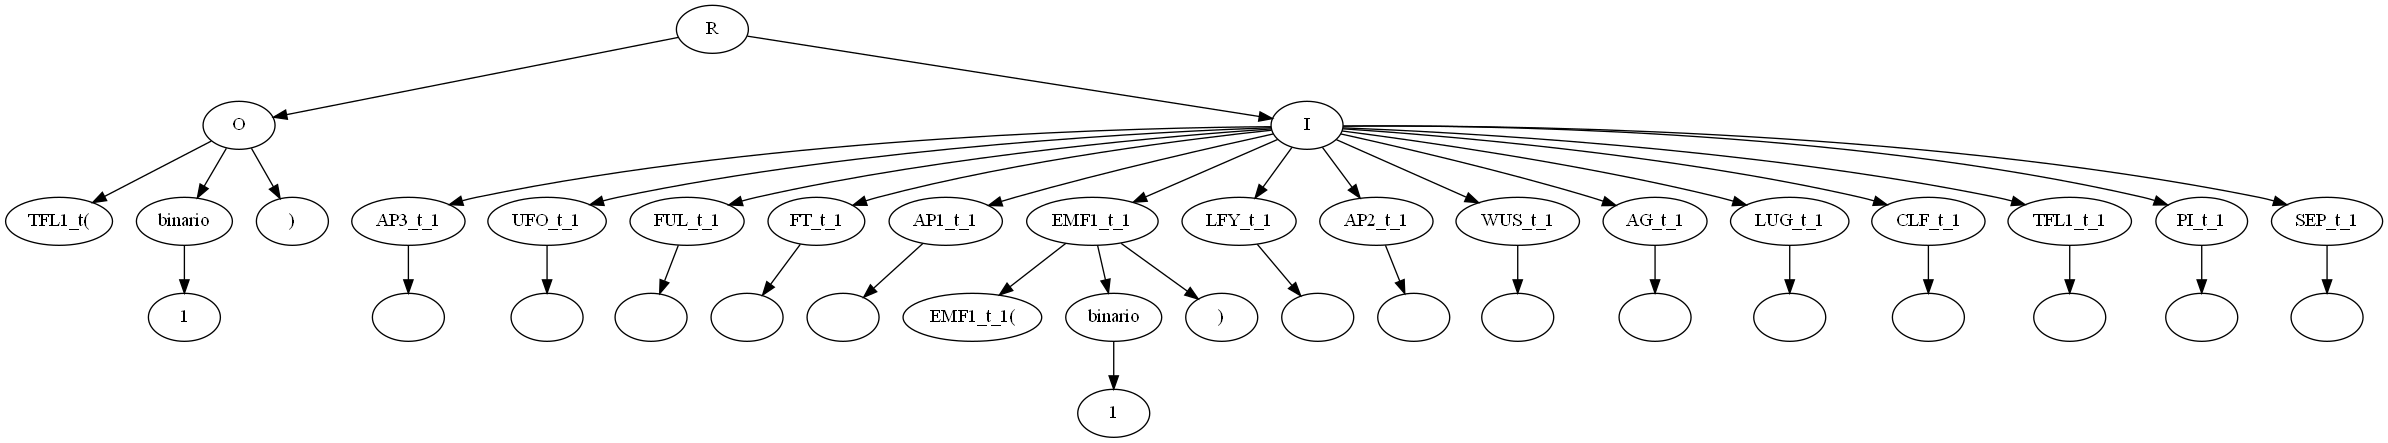 R
O I
TFL1_t( binario ) AP3_t_1 UFO_t_1 FUL_t_1 FT_t_1 AP1_t_1 EMF1_t_1 LFY_t_1 AP2_t_1 WUS_t_1 AG_t_1 LUG_t_1 CLF_t_1 TFL1_t_1 PI_t_1 SEP_t_1
1 EMF1_t_1( binario )
1